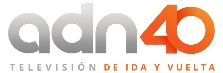 adn40
TELEVISIÓN DE IDA Y VUELTA